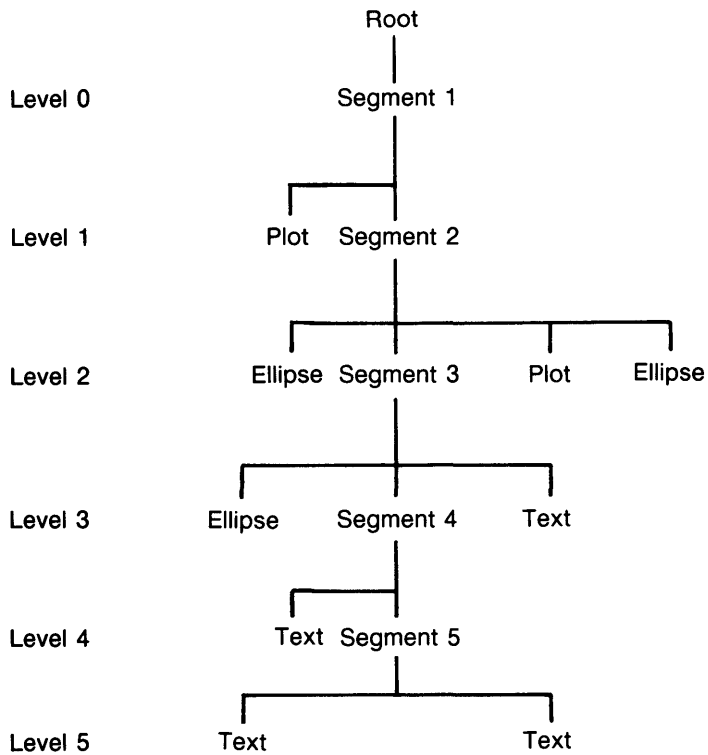 Root
Level 0 Segment 1
Level 1 Plot Segment 2
Level 2 Ellipse Segment 3 Plot Ellipse
Level 3 Ellipse Segment 4 Text
Level 4 Text Segment 5
Level 5 Text Text